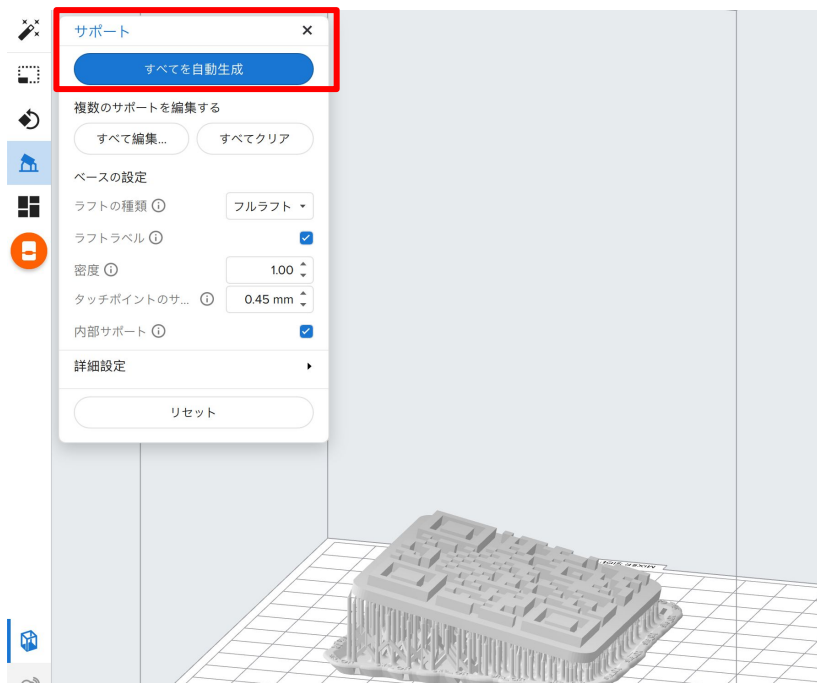 サポート
すべてを自動生成
複数のサポートを編集する
すべて編集... すべてクリア
ベースの設定
ラフトの種類 フルラフト
ラフトラベル
密度 1.00
タッチポイントのサ... 0.45 mm
内部サポート
詳細設定
リセット
MIXER SIDE